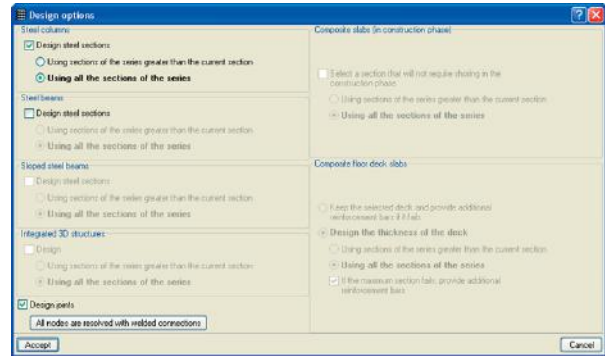 Design options
Steel columns
Design steel sections
Using sections of the series greater than the current section
Using all the sections of the series
Steel beams
Design steel sections
Using sections of the series greater than the current section
Using all the sections of the series
Sloped steel beams
Design steel sections
Using sections of the series greater than the current section
Using all the sections of the series
Integrated 3D structures
Design
Using sections of the series greater than the current section
Using all the sections of the series
Design joints
All nodes are resolved with welded connections
Accept
Composite slabs (in construction phase)
Select a section that will not require shoring in the
construction phase
Using sections of the series greater than the current section
Using all the sections of the series
Composite floor deck slabs
Keep the selected deck and provide additional
reinforcement bars if it fails
Design the thickness of the deck
Using sections of the series greater than the current section
Using all the sections of the series
If the maximum section fails, provide additional
reinforcement bars
Cancel